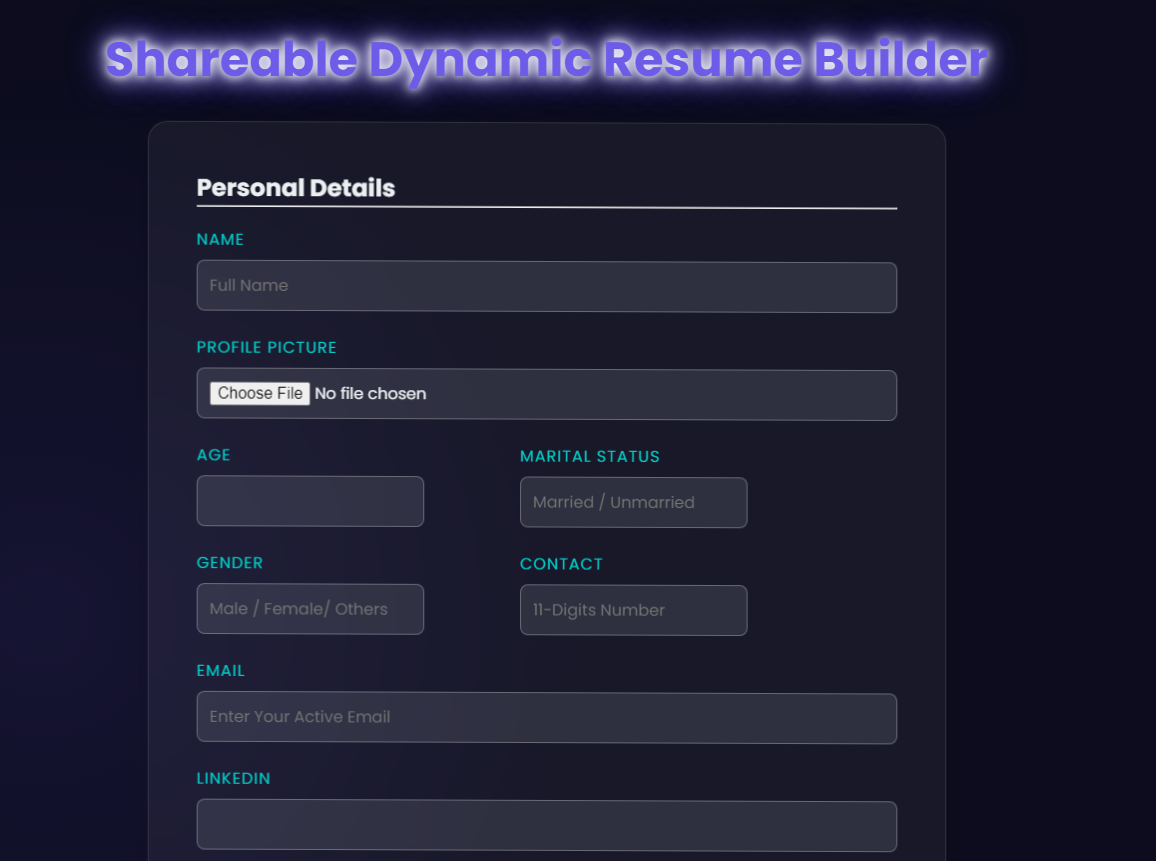 Shareable Dynamic Resume Builder
Personal Details
NAME
Full Name
PROFILE PICTURE
Choose File No file chosen
AGE
MARITAL STATUS
Married / Unmarried
GENDER
CONTACT
Male / Female/ Others
11-Digits Number
EMAIL
Enter Your Active Email
LINKEDIN